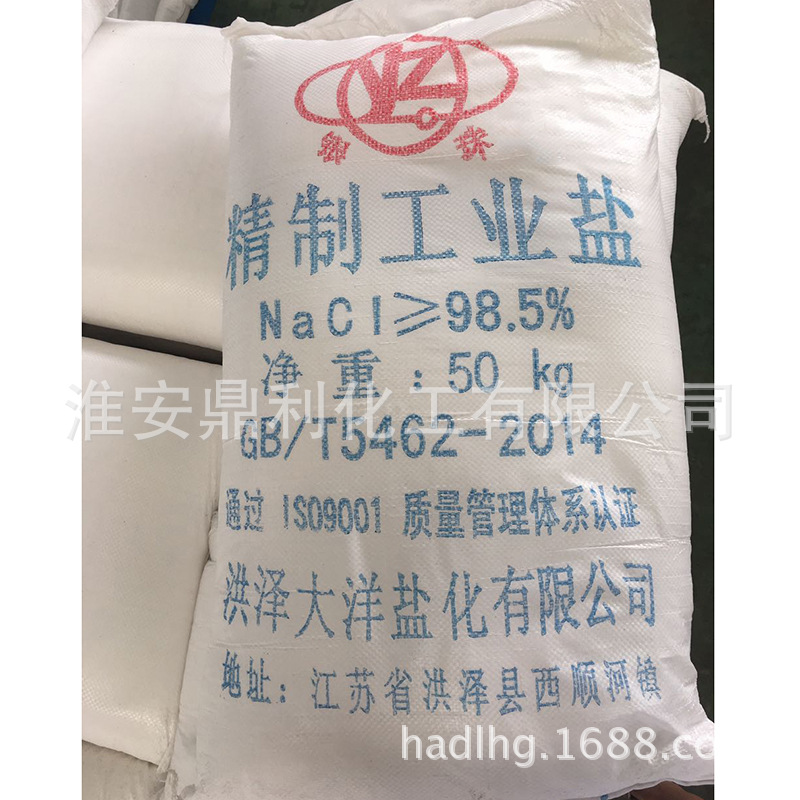 精制工业盐
NaCl≥98.5%
净重:50 kg
淮安鼎利化工有限公司
GB/T5462-2014
通过 ISO9001 质量管理体系认证
洪泽大洋盐化有限公司
地址:江苏省洪泽县西顺河镇
hadlhg.1688.co